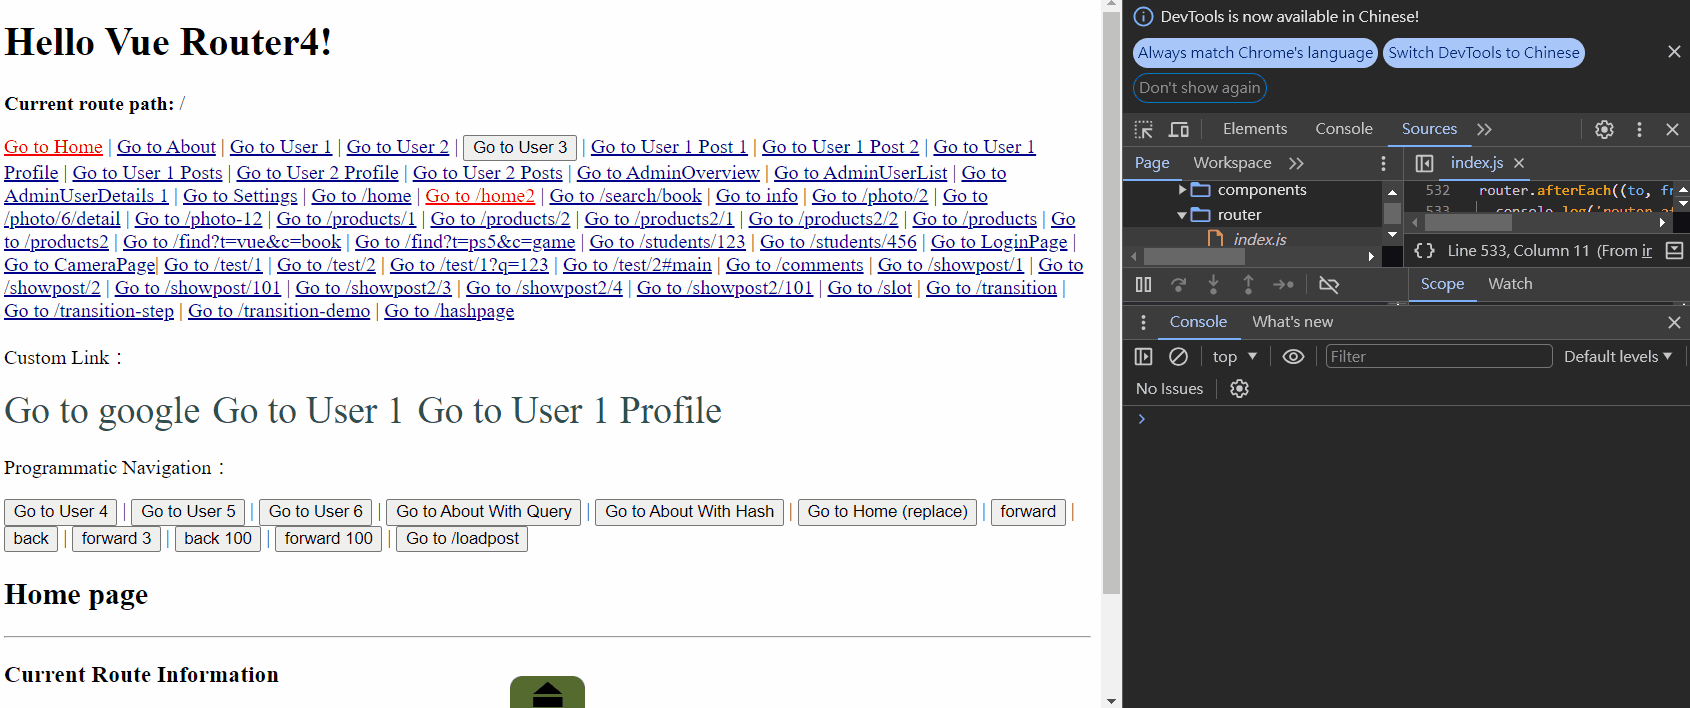 Hello Vue Router4!
Current route path: /
Go to Home | Go to About | Go to User 1 | Go to User 2 | Go to User 3 | Go to User 1 Post 1 | Go to User 1 Post 2 | Go to User 1
Profile | Go to User 1 Posts | Go to User 2 Profile | Go to User 2 Posts | Go to AdminOverview | Go to AdminUserList | Go to
AdminUserDetails 1 | Go to Settings | Go to /home | Go to /home2 | Go to /search/book | Go to info | Go to /photo/2 | Go to
/photo/6/detail | Go to /photo-12 | Go to /products/1 | Go to /products/2 | Go to /products2/1 | Go to /products2/2 | Go to /products | Go
to /products2 | Go to /find?t=vue&c=book | Go to /find?t=ps5&c=game | Go to /students/123 | Go to /students/456 | Go to LoginPage |
Go to CameraPage| Go to /test/1 | Go to /test/2 | Go to /test/1?q=123 | Go to /test/2#main | Go to /comments | Go to /showpost/1 | Go to
/showpost/2 | Go to /showpost/101 | Go to /showpost2/3 | Go to /showpost2/4 | Go to /showpost2/101 | Go to /slot | Go to /transition |
Go to /transition-step | Go to /transition-demo | Go to /hashpage
Custom Link：
Go to google Go to User 1 Go to User 1 Profile
Programmatic Navigation：
Go to User 4 | Go to User 5 | Go to User 6 | Go to About With Query | Go to About With Hash | Go to Home (replace) | forward |
back | forward 3 | back 100 | forward 100 | Go to /loadpost
Home page
Current Route Information
DevTools is now available in Chinese!
Always match Chrome's language Switch DevTools to Chinese
Don't show again
Elements Console Sources
Page Workspace
index.js
components
router
index.js
532 router.afterEach((to, fr
533 console.log('router.af
{} Line 533, Column 11 (From in
Scope Watch
Console What's new
top Filter Default levels
No Issues